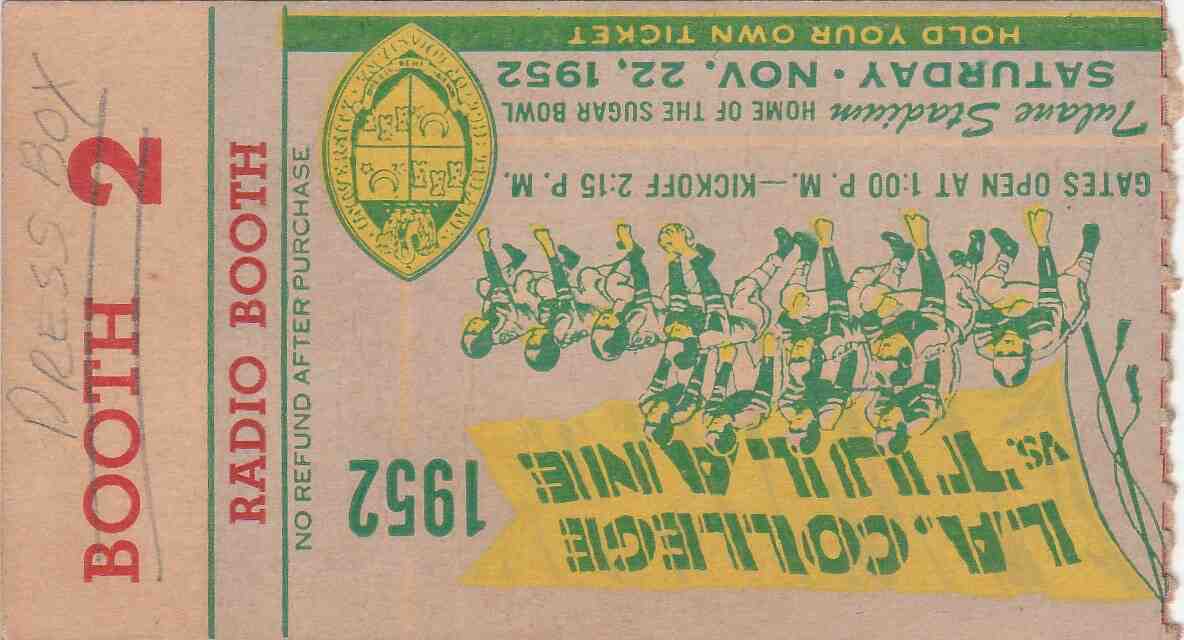 L.A. COLLEGE
VS. TULANE
1952
GATES OPEN AT 1:00 P. M.—KICKOFF 2:15 P. M.
Tulane Stadium HOME OF THE SUGAR BOWL
SATURDAY • NOV. 22, 1952
HOLD YOUR OWN TICKET
NO REFUND AFTER PURCHASE
RADIO BOOTH
BOOTH 2
PRESS BOX